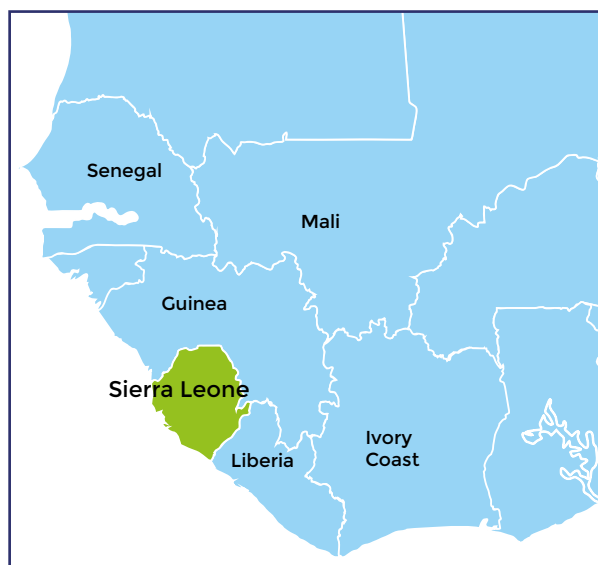 Senegal
Mali
Guinea
Sierra Leone
Ivory
Coast
Liberia